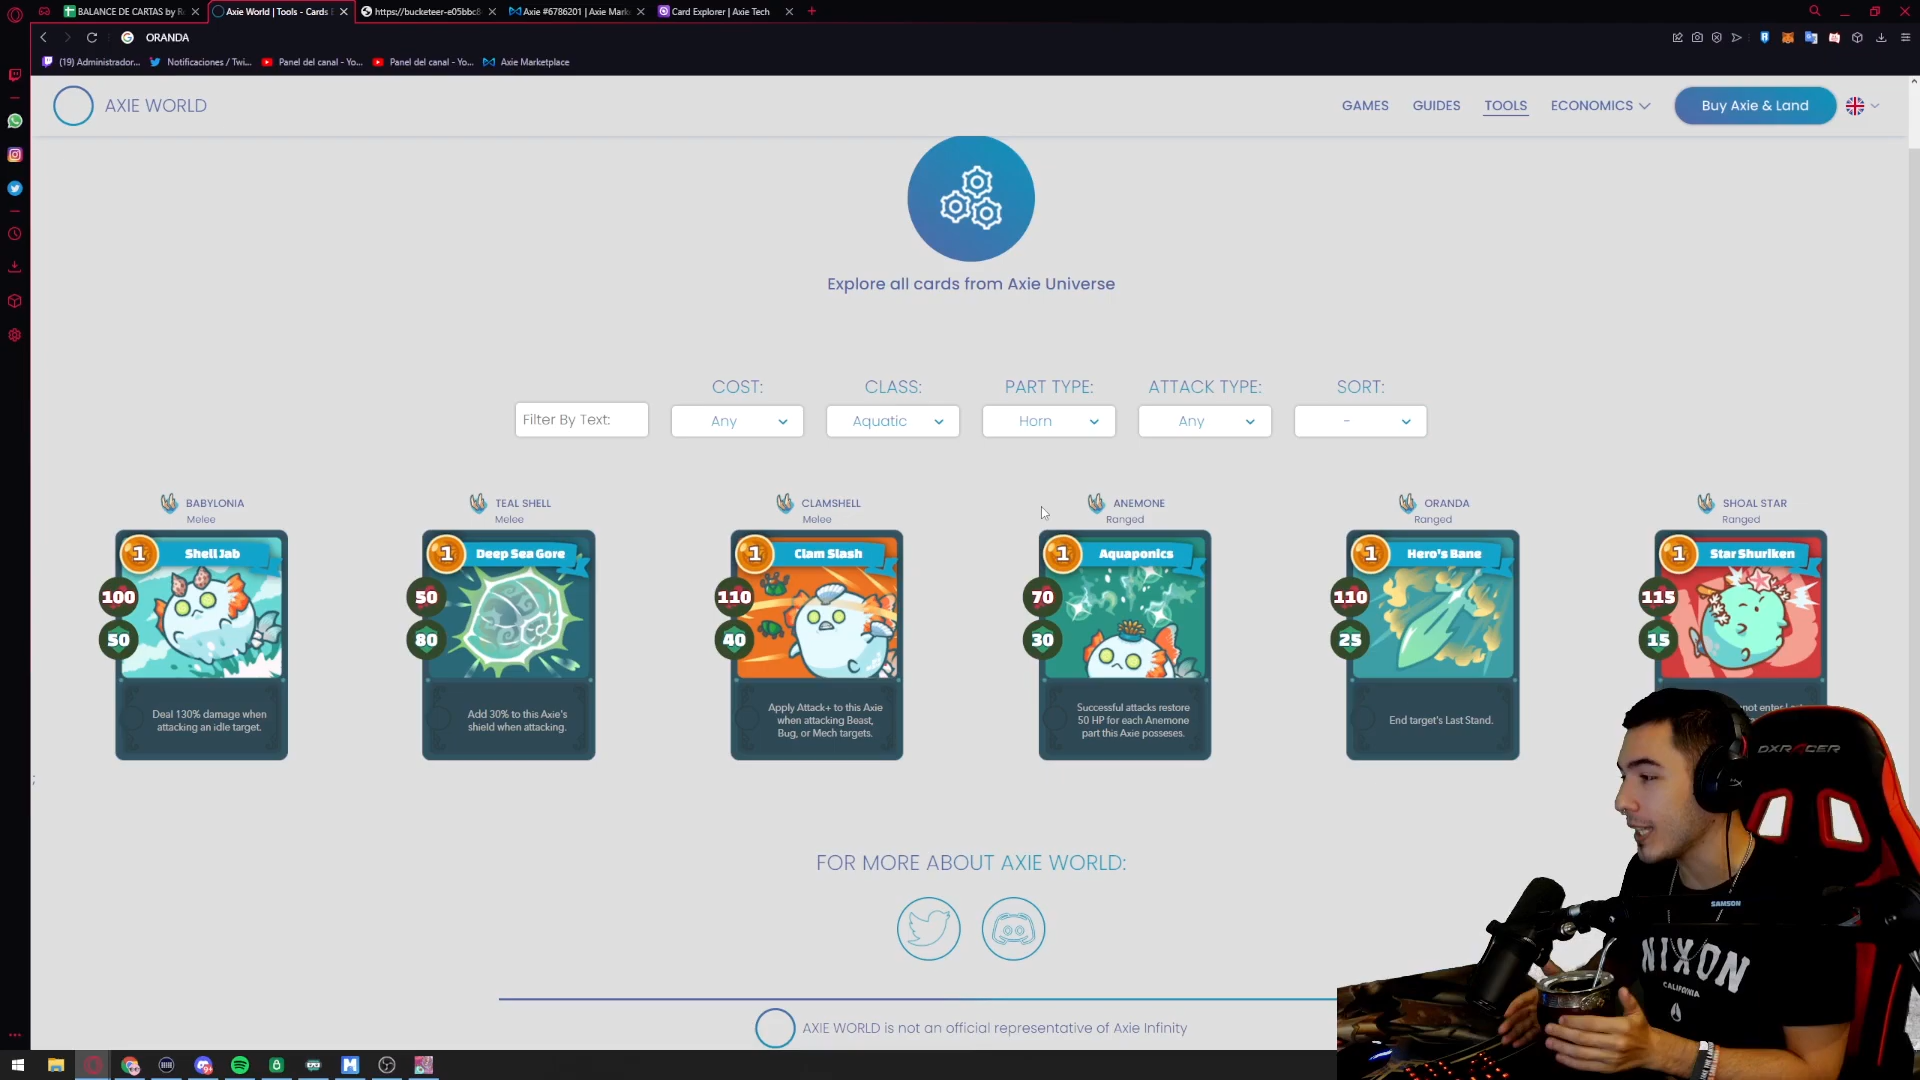 BALANCE DE CARTAS by R
Axie World | Tools - Cards E
https://bucketeer-e05bbc8
Axie #6786201 | Axie Mark
Card Explorer | Axie Tech
ORANDA
(19) Administrador...
Notificaciones / Twi...
Panel del canal - Yo...
Panel del canal - Yo...
Axie Marketplace
AXIE WORLD
GAMES
GUIDES
TOOLS
ECONOMICS
Buy Axie & Land
Explore all cards from Axie Universe
COST:
CLASS:
PART TYPE:
ATTACK TYPE:
SORT:
Filter By Text:
Any
Aquatic
Horn
Any
-
BABYLONIA
Melee
1
Shell Jab
100
50
Deal 130% damage when
attacking an idle target.
TEAL SHELL
Melee
1
Deep Sea Gore
50
80
Add 30% to this Axie's
shield when attacking.
CLAMSHELL
Melee
1
Clam Slash
110
40
Apply Attack+ to this Axie
when attacking Beast,
Bug, or Mech targets.
ANEMONE
Ranged
1
Aquaponics
70
30
Successful attacks restore
50 HP for each Anemone
part this Axie posseses.
ORANDA
Ranged
1
Hero's Bane
110
25
End target's Last Stand.
SHOAL STAR
Ranged
1
Star Shuriken
115
15
not enter
;
FOR MORE ABOUT AXIE WORLD:
AXIE WORLD is not an official representative of Axie Infinity
DXRACER
SAMSON
NIXON
CALIFORNIA